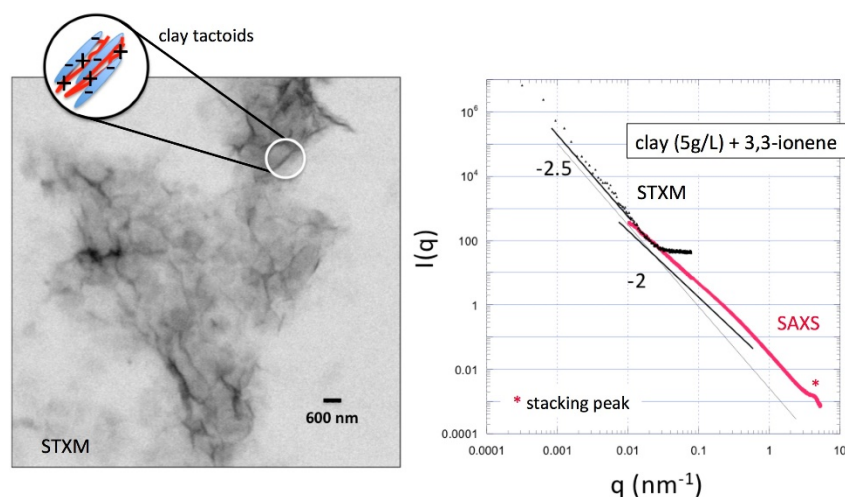 clay tactoids
600 nm
STXM
I(q)
10⁶
10⁴
100
1
0.01
0.0001
clay (5g/L) + 3,3-ionene
-2.5
STXM
-2
SAXS
*
* stacking peak
0.0001
0.001
0.01
0.1
1
10
q (nm⁻¹)